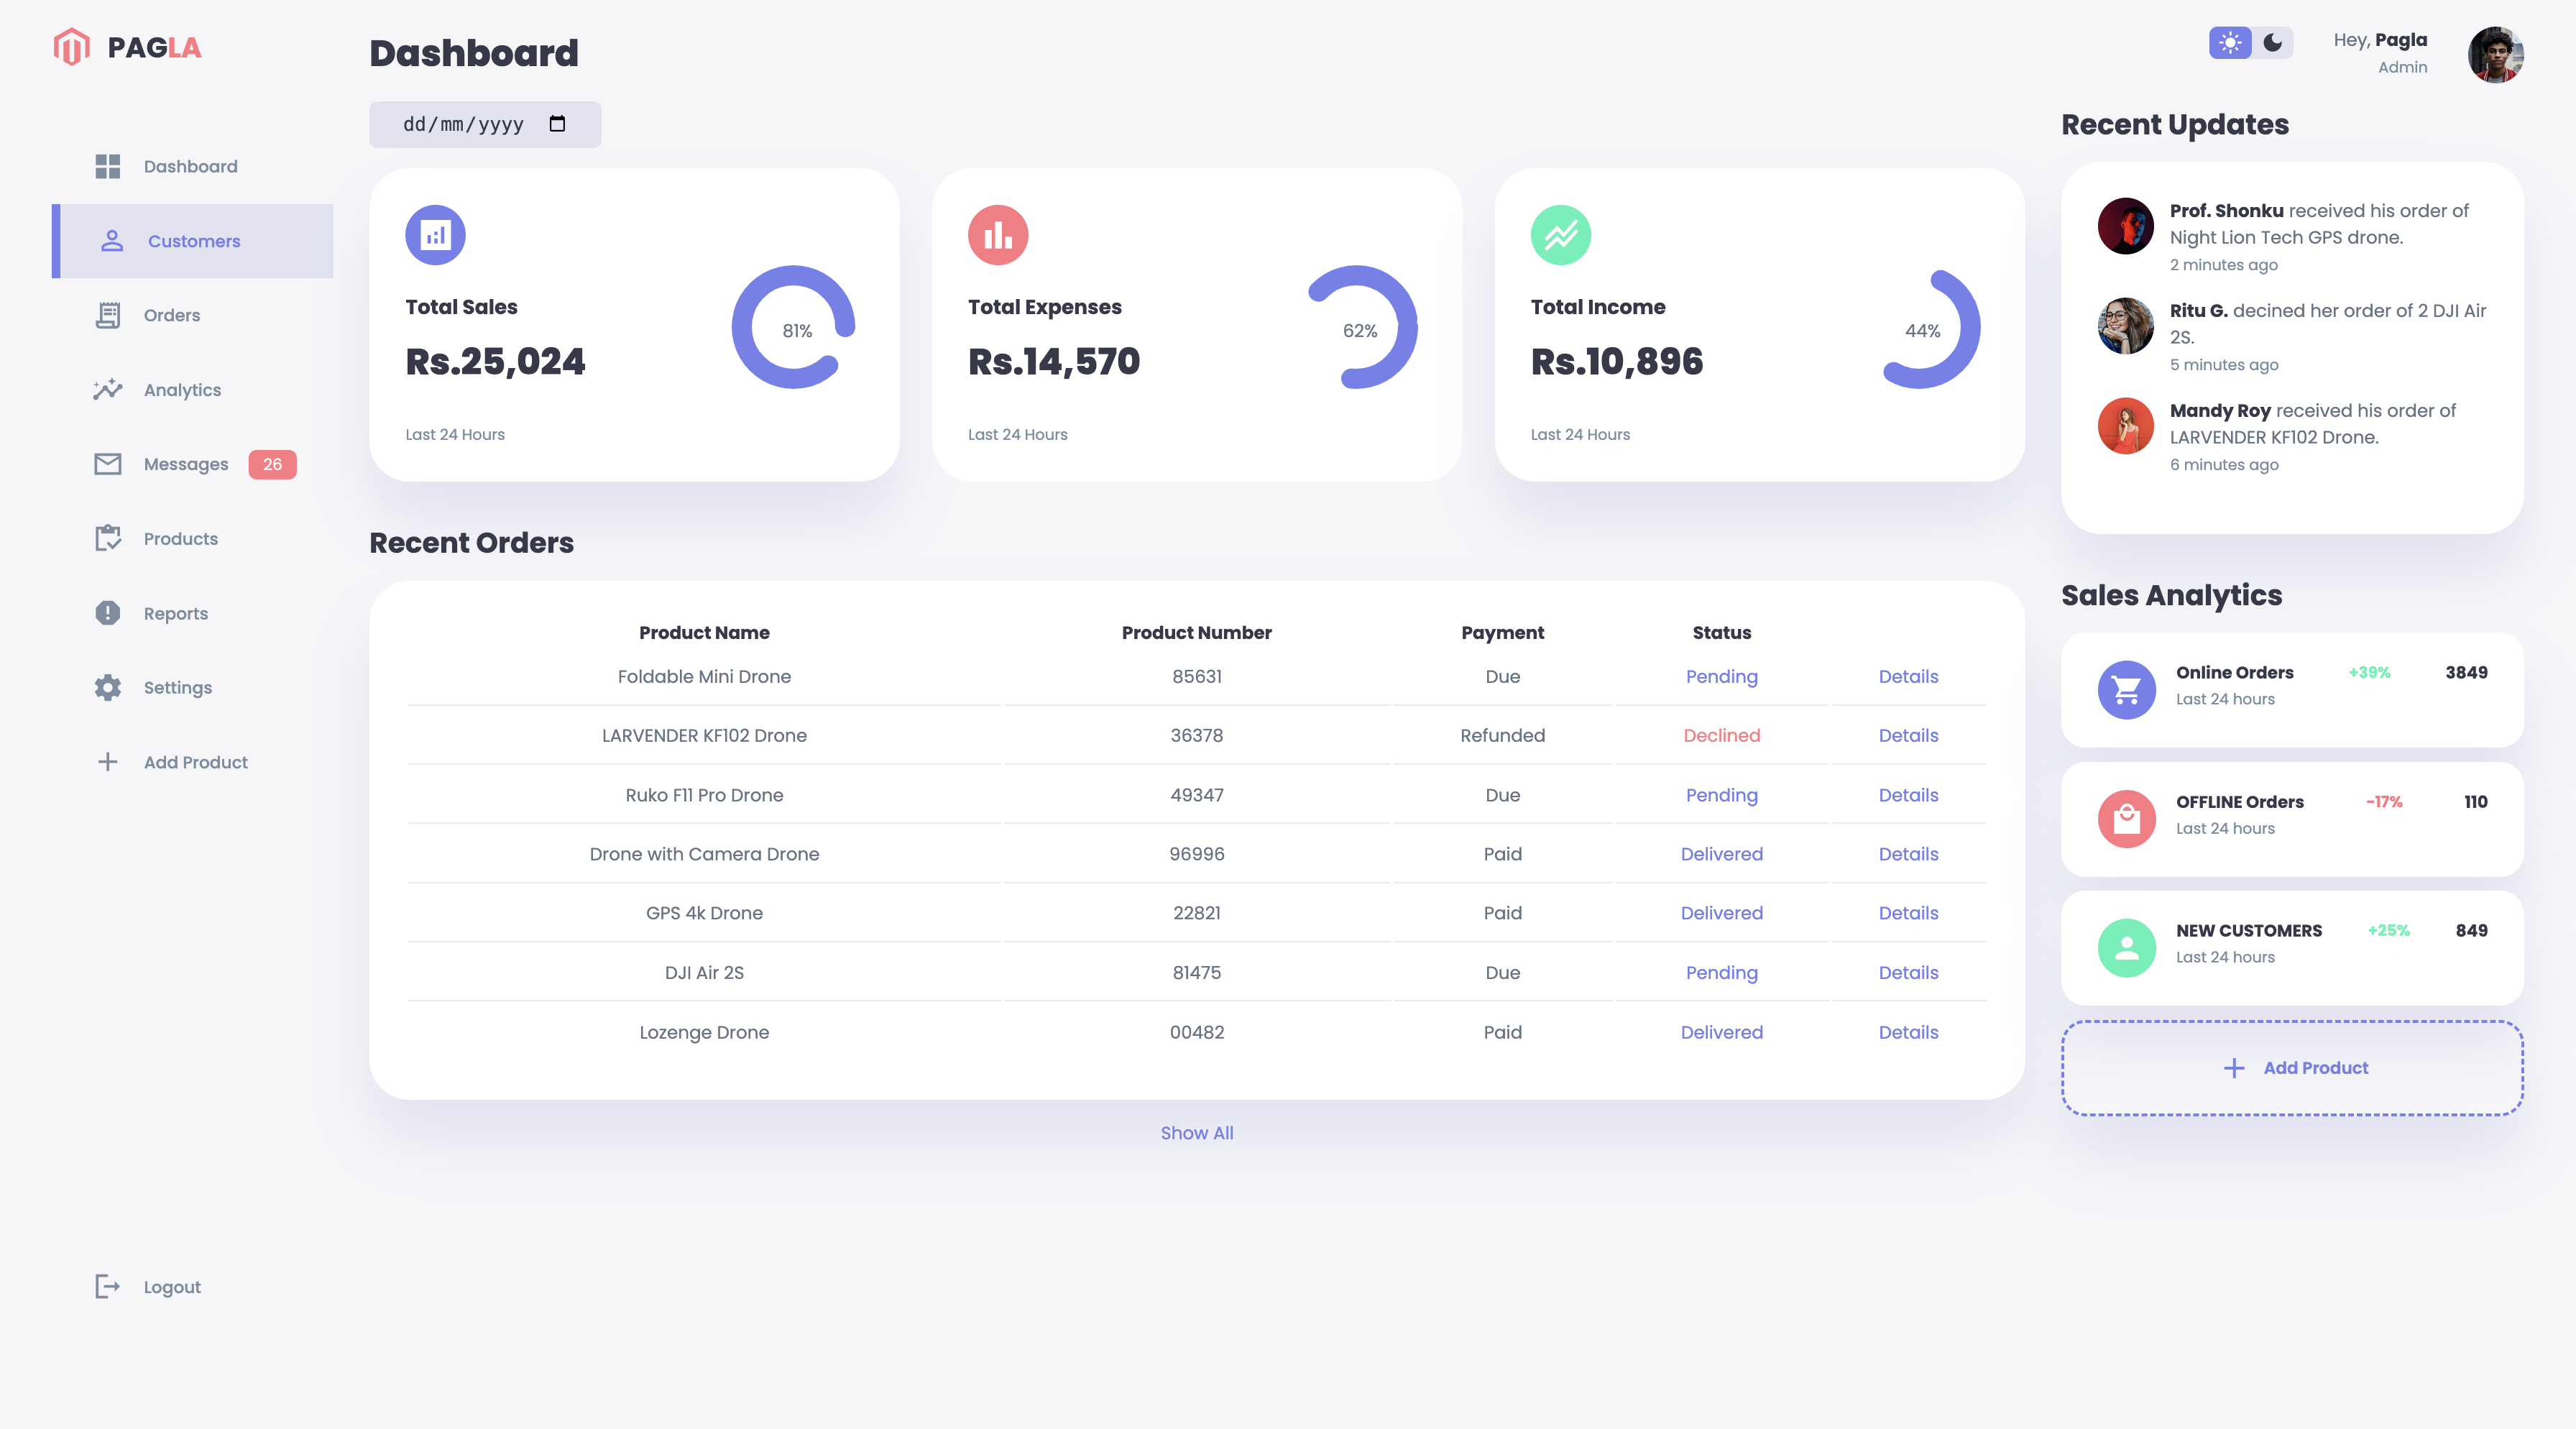 PAGLA
Dashboard
Customers
Orders
Analytics
Messages 26
Products
Reports
Settings
Add Product
Logout
Dashboard
dd/mm/yyyy
Total Sales
Rs.25,024
81%
Last 24 Hours
Total Expenses
Rs.14,570
62%
Last 24 Hours
Total Income
Rs.10,896
44%
Last 24 Hours
Recent Orders
Product Name Product Number Payment Status
Foldable Mini Drone 85631 Due Pending Details
LARVENDER KF102 Drone 36378 Refunded Declined Details
Ruko F11 Pro Drone 49347 Due Pending Details
Drone with Camera Drone 96996 Paid Delivered Details
GPS 4k Drone 22821 Paid Delivered Details
DJI Air 2S 81475 Due Pending Details
Lozenge Drone 00482 Paid Delivered Details
Show All
Hey, Pagla
Admin
Recent Updates
Prof. Shonku received his order of
Night Lion Tech GPS drone.
2 minutes ago
Ritu G. decined her order of 2 DJI Air
2S.
5 minutes ago
Mandy Roy received his order of
LARVENDER KF102 Drone.
6 minutes ago
Sales Analytics
Online Orders +39% 3849
Last 24 hours
OFFLINE Orders -17% 110
Last 24 hours
NEW CUSTOMERS +25% 849
Last 24 hours
Add Product